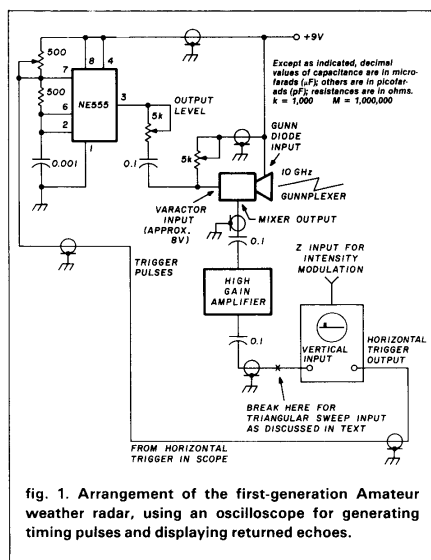 +9V
Except as indicated, decimal
values of capacitance are in micro-
farads (μF); others are in picofar-
ads (pF); resistances are in ohms.
k = 1,000 M = 1,000,000
500
500
7
8
4
NE555
6
2
3
1
0.001
OUTPUT
LEVEL
5k
0.1
5k
GUNN
DIODE
INPUT
10 GHz
GUNNPLEXER
VARACTOR
INPUT
(APPROX.
8V)
MIXER OUTPUT
0.1
TRIGGER
PULSES
HIGH
GAIN
AMPLIFIER
0.1
Z INPUT FOR
INTENSITY
MODULATION
VERTICAL
INPUT
HORIZONTAL
TRIGGER
OUTPUT
BREAK HERE FOR
TRIANGULAR SWEEP INPUT
AS DISCUSSED IN TEXT
FROM HORIZONTAL
TRIGGER IN SCOPE
fig. 1. Arrangement of the first-generation Amateur
weather radar, using an oscilloscope for generating
timing pulses and displaying returned echoes.